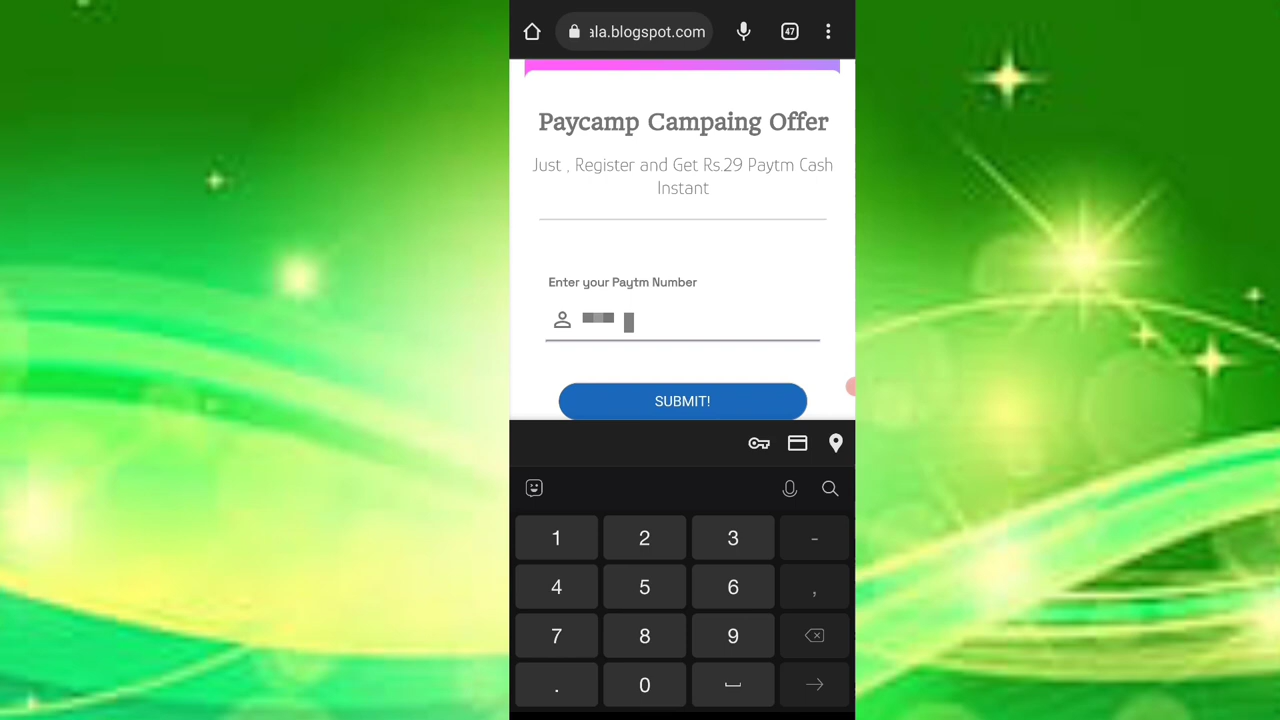 ala.blogspot.com
47
Paycamp Campaing Offer
Just , Register and Get Rs.29 Paytm Cash
Instant
Enter your Paytm Number
SUBMIT!
1 2 3 -
4 5 6 ,
7 8 9
. 0